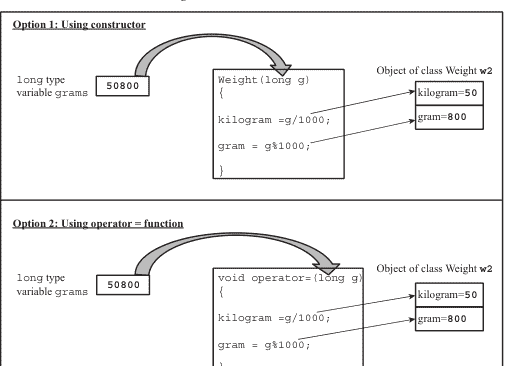 Option 1: Using constructor
long type
variable grams
50800
Weight(long g)
{
kilogram =g/1000;
gram = g%1000;
}
Object of class Weight w2
kilogram=50
gram=800
Option 2: Using operator = function
long type
variable grams
50800
void operator=(long g)
{
kilogram =g/1000;
gram = g%1000;
Object of class Weight w2
kilogram=50
gram=800